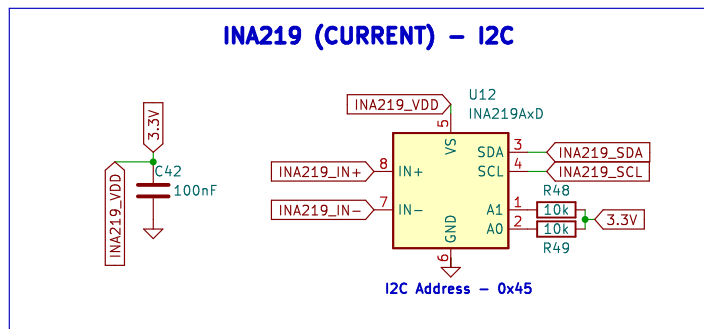 INA219 (CURRENT) - I2C
3.3V
INA219_VDD
C42
100nF
INA219_VDD
U12
INA219AxD
5
VS
8
IN+
INA219_IN+
7
IN-
INA219_IN-
SDA
3
INA219_SDA
SCL
4
INA219_SCL
R48
A1
1
10k
A0
2
10k
R49
3.3V
GND
6
I2C Address - 0x45